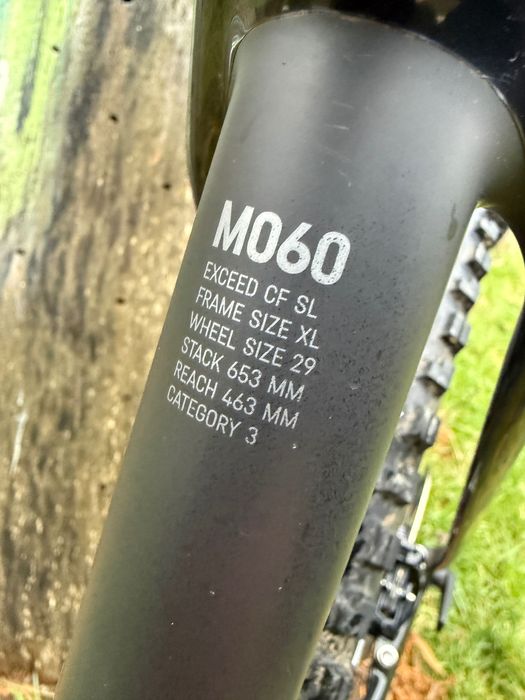 M060
EXCEED CF SL
FRAME SIZE XL
WHEEL SIZE 29
STACK 653 MM
REACH 463 MM
CATEGORY 3